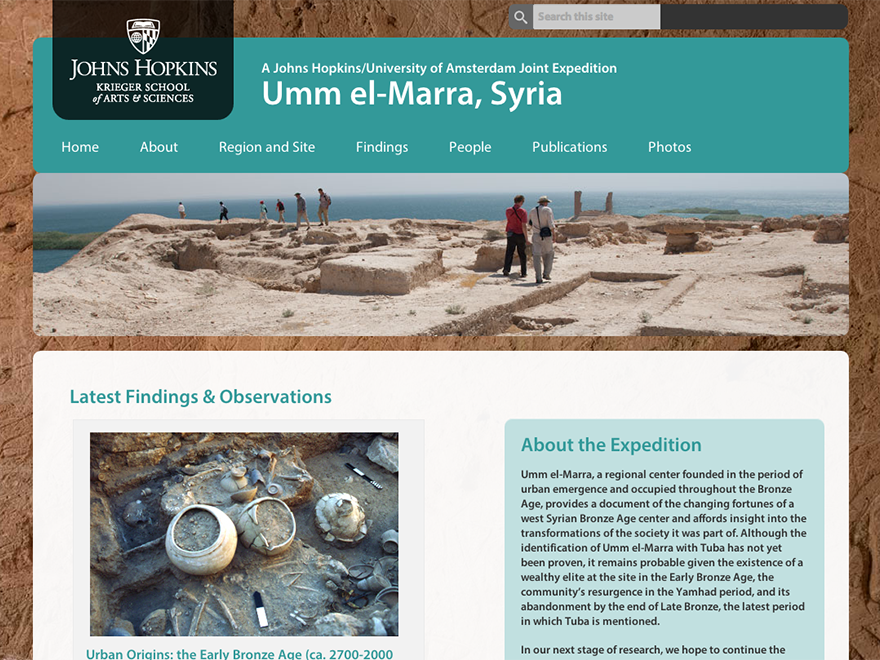 Search this site
JOHNS HOPKINS
KRIEGER SCHOOL
of ARTS & SCIENCES
A Johns Hopkins/University of Amsterdam Joint Expedition
Umm el-Marra, Syria
Home About Region and Site Findings People Publications Photos
Latest Findings & Observations
Urban Origins: the Early Bronze Age (ca. 2700-2000
About the Expedition
Umm el-Marra, a regional center founded in the period of
urban emergence and occupied throughout the Bronze
Age, provides a document of the changing fortunes of a
west Syrian Bronze Age center and affords insight into the
transformations of the society it was part of. Although the
identification of Umm el-Marra with Tuba has not yet
been proven, it remains probable given the existence of a
wealthy elite at the site in the Early Bronze Age, the
community's resurgence in the Yamhad period, and its
abandonment by the end of Late Bronze, the latest period
in which Tuba is mentioned.
In our next stage of research, we hope to continue the